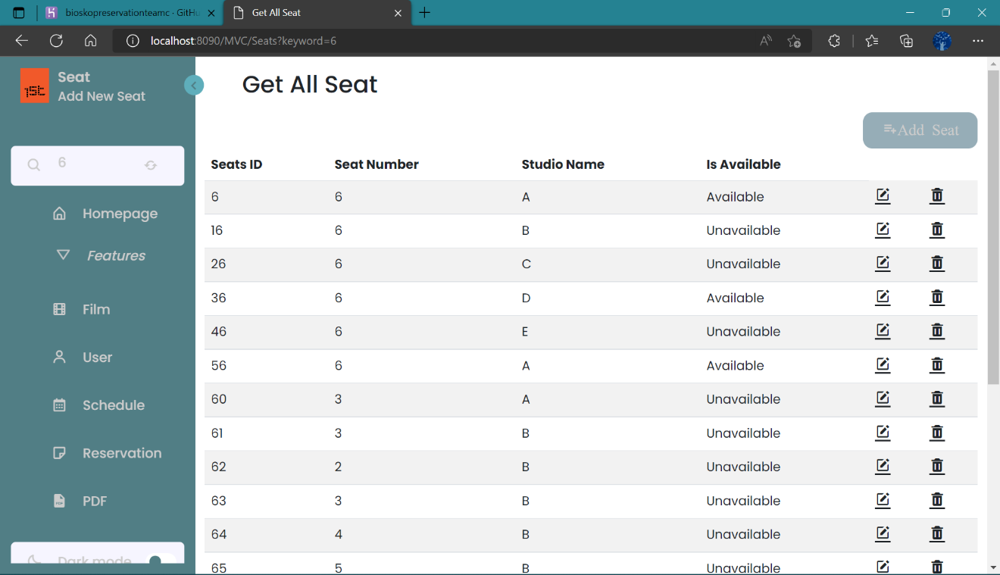 bioskopreservationteamc · GitHu
Get All Seat
localhost:8090/MVC/Seats?keyword=6
Seat
Add New Seat
6
Homepage
Features
Film
User
Schedule
Reservation
PDF
Dark mode
Get All Seat
Add Seat
Seats ID Seat Number Studio Name Is Available
6 6 A Available
16 6 B Unavailable
26 6 C Unavailable
36 6 D Available
46 6 E Unavailable
56 6 A Available
60 3 A Unavailable
61 3 B Unavailable
62 2 B Unavailable
63 3 B Unavailable
64 4 B Unavailable
65 5 B Unavailable